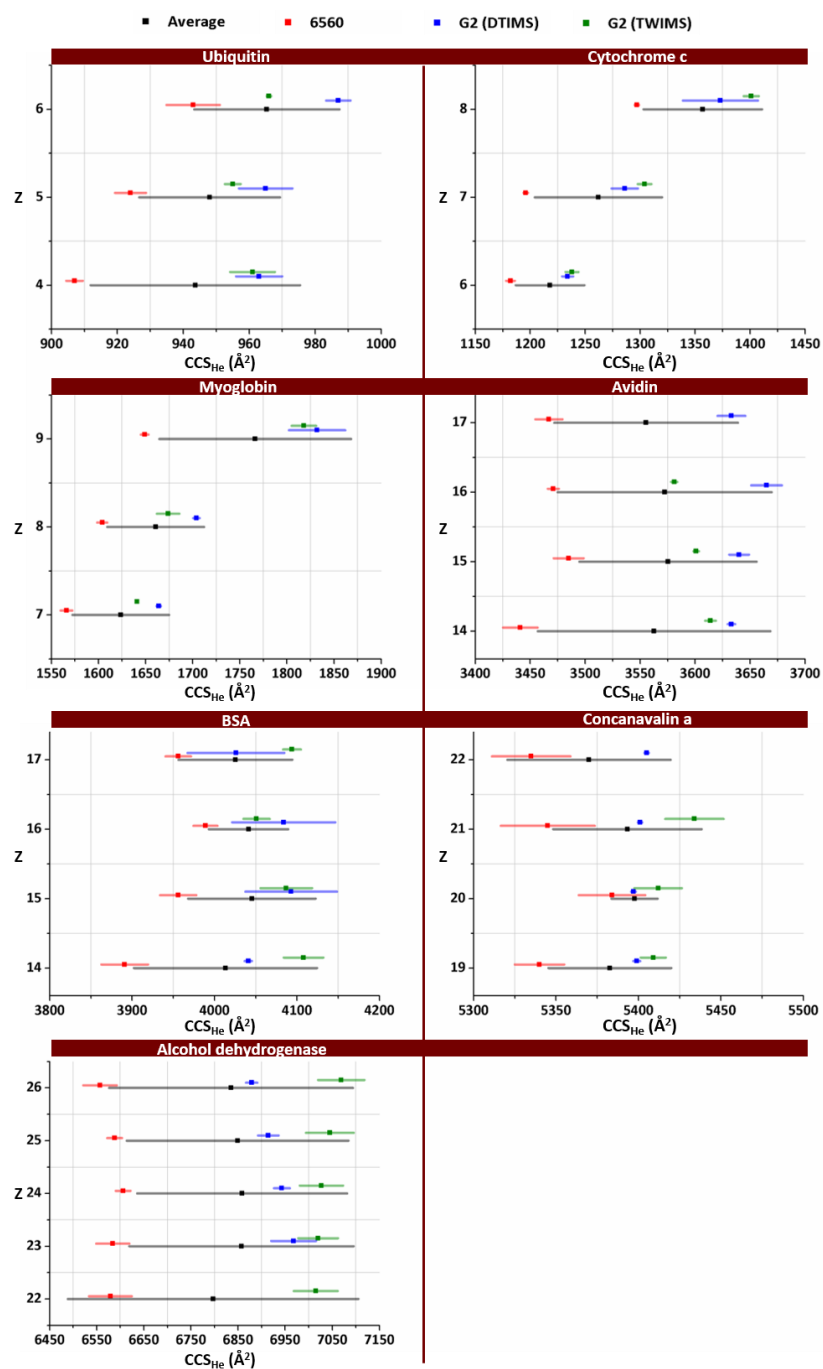 Average 6560 G2 (DTIMS) G2 (TWIMS)
Ubiquitin Cytochrome c
6
Z 5
4
900 920 940 960 980 1000
CCSHe (Å²)
8
Z 7
6
1150 1200 1250 1300 1350 1400 1450
CCSHe (Å²)
Myoglobin Avidin
9
8
Z
7
1550 1600 1650 1700 1750 1800 1850 1900
CCSHe (Å²)
17
16
Z
15
14
3400 3500 3600 3700
CCSHe (Å²)
BSA Concanavalin a
17
16
Z
15
14
3800 3900 4000 4100 4200
CCSHe (Å²)
22
21
Z
20
19
5300 5350 5400 5450 5500
CCSHe (Å²)
Alcohol dehydrogenase
26
25
Z 24
23
22
6450 6550 6650 6750 6850 6950 7050 7150
CCSHe (Å²)